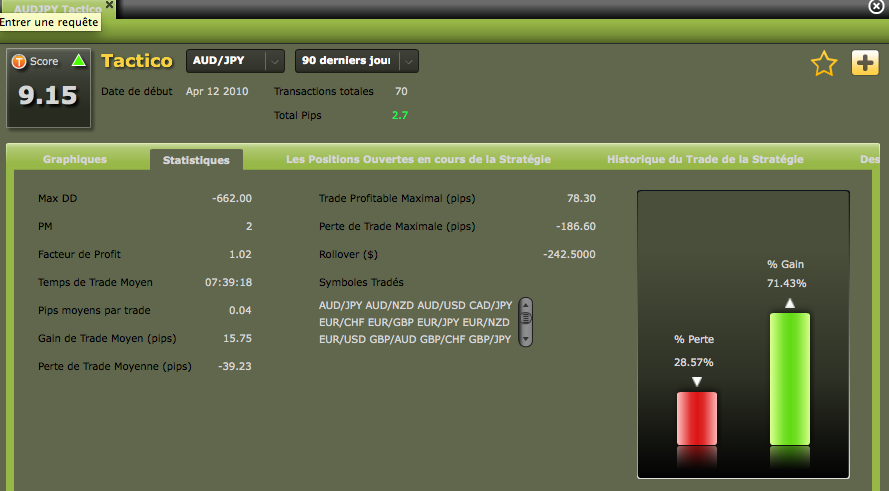 AUDJPY Tactico
Entrer une requête
T Score
9.15
Tactico
AUD/JPY
90 derniers jour
Date de début Apr 12 2010
Transactions totales 70
Total Pips 2.7
Graphiques
Statistiques
Les Positions Ouvertes en cours de la Stratégie
Historique du Trade de la Stratégie
Des
Max DD -662.00
PM 2
Facteur de Profit 1.02
Temps de Trade Moyen 07:39:18
Pips moyens par trade 0.04
Gain de Trade Moyen (pips) 15.75
Perte de Trade Moyenne (pips) -39.23
Trade Profitable Maximal (pips) 78.30
Perte de Trade Maximale (pips) -186.60
Rollover ($) -242.5000
Symboles Tradés
AUD/JPY AUD/NZD AUD/USD CAD/JPY
EUR/CHF EUR/GBP EUR/JPY EUR/NZD
EUR/USD GBP/AUD GBP/CHF GBP/JPY
% Gain
71.43%
% Perte
28.57%